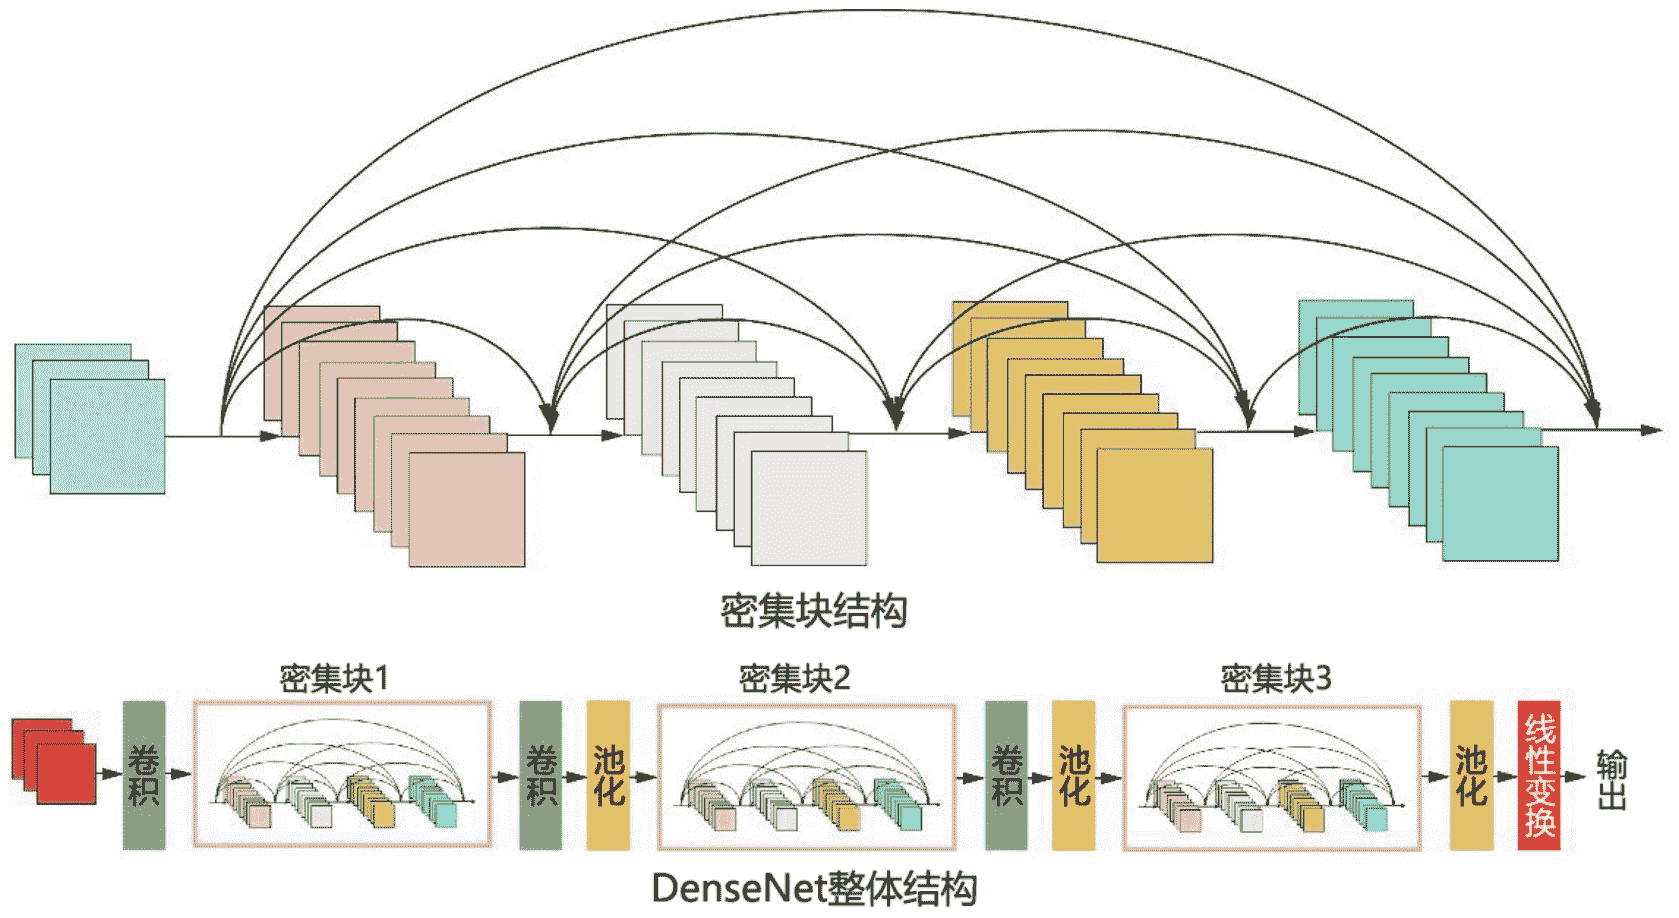 密集块结构
密集块1
密集块2
密集块3
卷积
卷积
池化
卷积
池化
池化
线性变换
输出
DenseNet整体结构